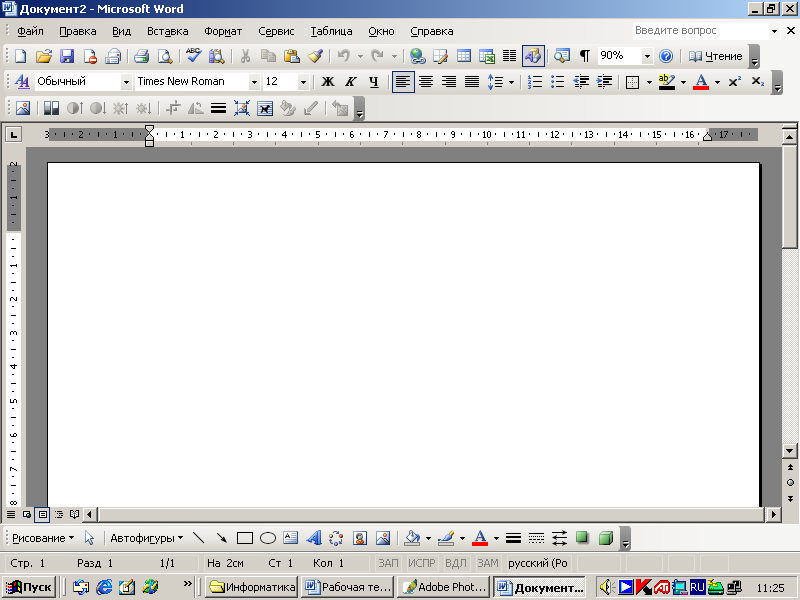 Документ2 - Microsoft Word
Файл Правка Вид Вставка Формат Сервис Таблица Окно Справка Введите вопрос
90% Чтение
Обычный Times New Roman 12 Ж К Ч
3 2 1 1 2 3 4 5 6 7 8 9 10 11 12 13 14 15 16 17
2
1
1
2
3
4
5
6
7
8
Рисование Автофигуры
Стр. 1 Разд 1 1/1 На 2см Ст 1 Кол 1 ЗАП ИСПР ВДЛ ЗАМ русский (Ро
Пуск Информатика Рабочая те... Adobe Phot... Документ... RU 11:25